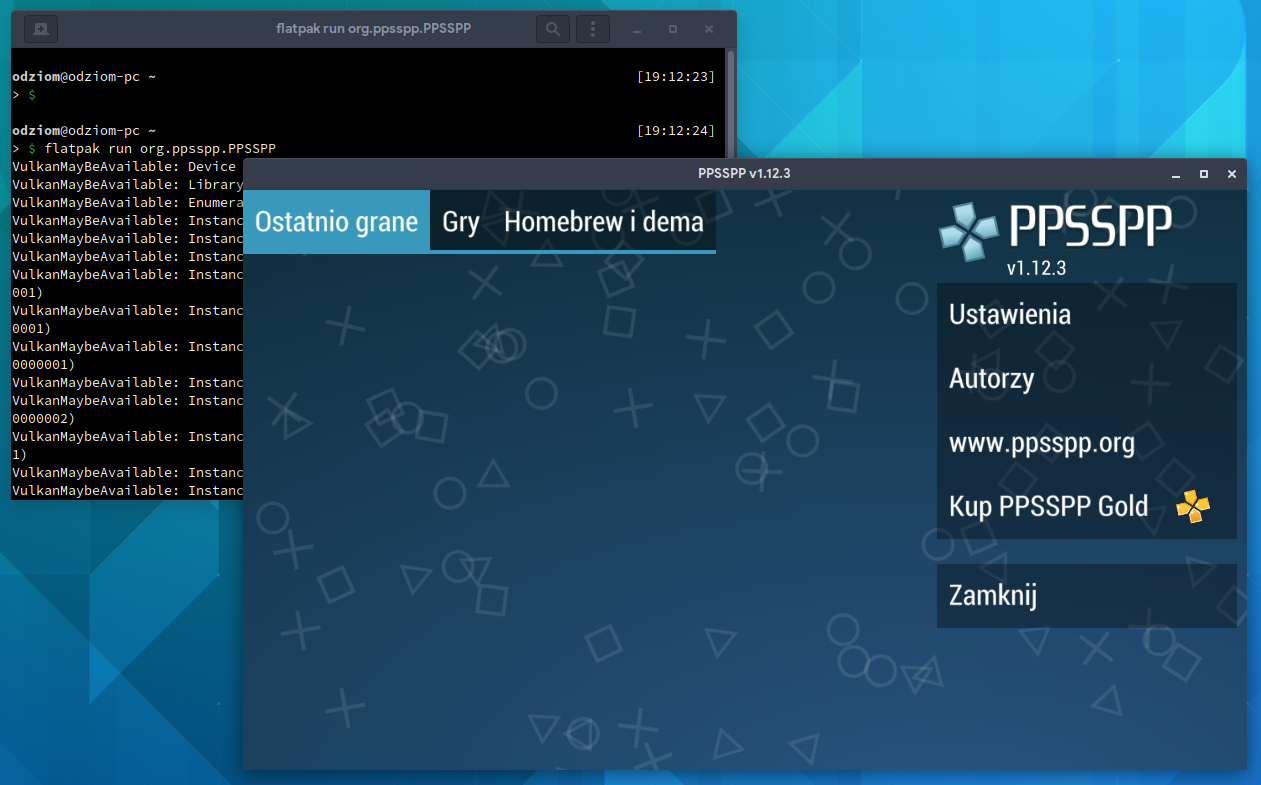 flatpak run org.ppsspp.PPSSPP
odziom@odziom-pc ~ [19:12:23]
> $
odziom@odziom-pc ~ [19:12:24]
> $ flatpak run org.ppsspp.PPSSPP
VulkanMayBeAvailable: Device
VulkanMayBeAvailable: Library
VulkanMayBeAvailable: Enumera
VulkanMaybeAvailable: Instanc
VulkanMaybeAvailable: Instanc
VulkanMaybeAvailable: Instanc
VulkanMaybeAvailable: Instanc
001)
VulkanMaybeAvailable: Instanc
0001)
VulkanMaybeAvailable: Instanc
0000001)
VulkanMaybeAvailable: Instanc
VulkanMaybeAvailable: Instanc
0000002)
VulkanMaybeAvailable: Instanc
1)
VulkanMaybeAvailable: Instanc
VulkanMaybeAvailable: Instanc
PPSSPP v1.12.3
Ostatnio grane Gry Homebrew i dema
PPSSPP
v1.12.3
Ustawienia
Autorzy
www.ppsspp.org
Kup PPSSPP Gold
Zamknij